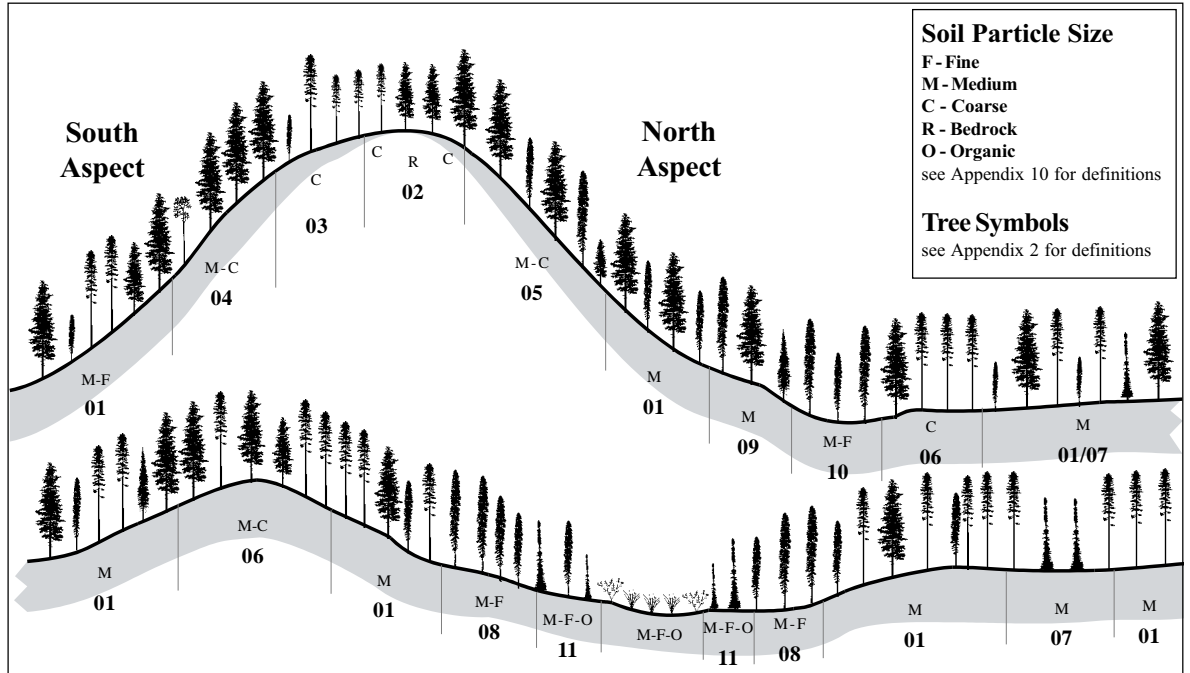 Soil Particle Size
F - Fine
M - Medium
C - Coarse
R - Bedrock
O - Organic
see Appendix 10 for definitions
Tree Symbols
see Appendix 2 for definitions
South
Aspect
North
Aspect
M-F
01
M-C
04
C
03
C
R
C
02
M-C
05
M
01
M
09
M-F
10
C
06
M
01/07
M
01
M-C
06
M
01
M-F
08
M-F-O
11
M-F-O
M-F-O
11
M-F
08
M
01
M
07
M
01